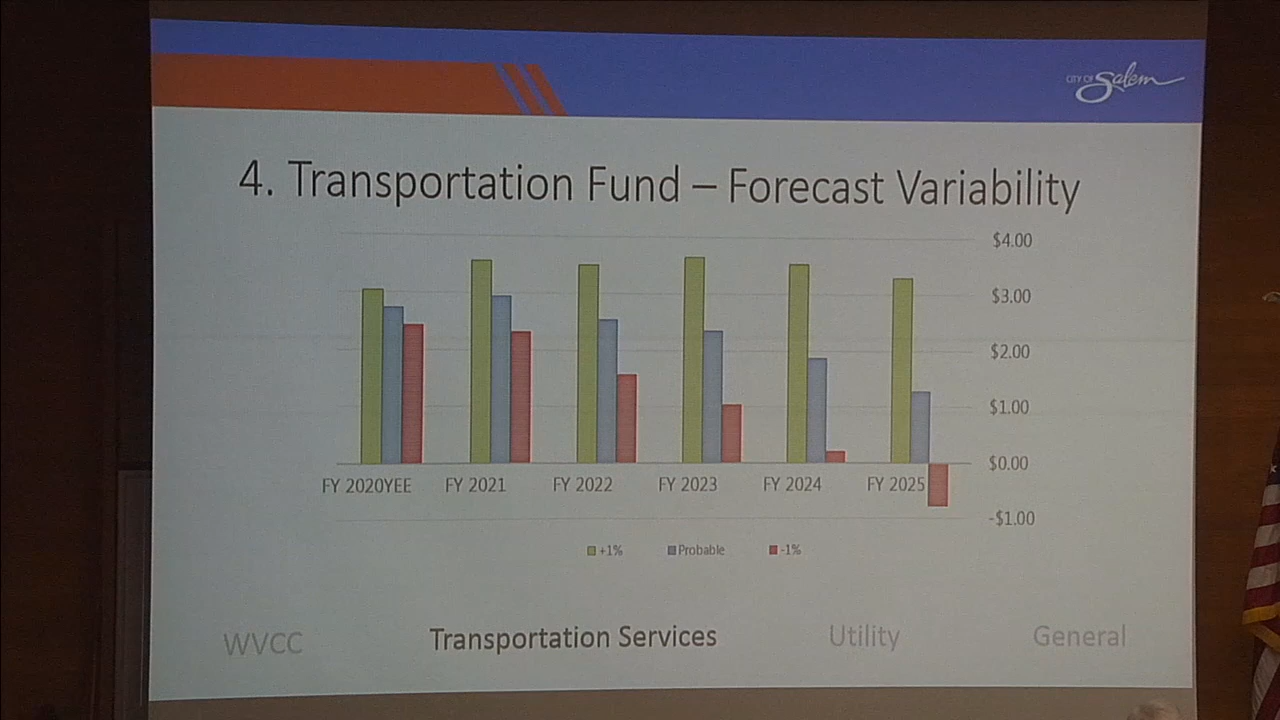 CITY OF Salem
4. Transportation Fund – Forecast Variability
$4.00
$3.00
$2.00
$1.00
$0.00
-$1.00
FY 2020YEE FY 2021 FY 2022 FY 2023 FY 2024 FY 2025
+1% Probable -1%
WVCC Transportation Services Utility General